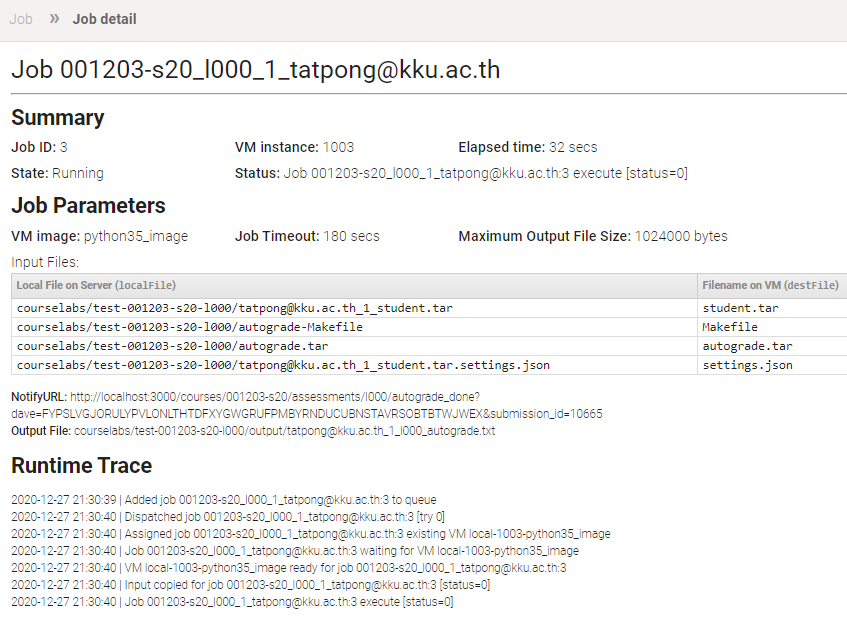 Job » Job detail
Job 001203-s20_l000_1_tatpong@kku.ac.th
Summary
Job ID: 3 VM instance: 1003 Elapsed time: 32 secs
State: Running Status: Job 001203-s20_l000_1_tatpong@kku.ac.th:3 execute [status=0]
Job Parameters
VM image: python35_image Job Timeout: 180 secs Maximum Output File Size: 1024000 bytes
Input Files:
Local File on Server (localFile) Filename on VM (destFile)
courselabs/test-001203-s20-l000/tatpong@kku.ac.th_1_student.tar student.tar
courselabs/test-001203-s20-l000/autograde-Makefile Makefile
courselabs/test-001203-s20-l000/autograde.tar autograde.tar
courselabs/test-001203-s20-l000/tatpong@kku.ac.th_1_student.tar.settings.json settings.json
NotifyURL: http://localhost:3000/courses/001203-s20/assessments/l000/autograde_done?
dave=FYPSLVGJORULYPVLONLTHTDFXYGWGRUFPMBYRNDUCUBNSTAVRSOBTBTWJWEX&submission_id=10665
Output File: courselabs/test-001203-s20-l000/output/tatpong@kku.ac.th_1_l000_autograde.txt
Runtime Trace
2020-12-27 21:30:39 | Added job 001203-s20_l000_1_tatpong@kku.ac.th:3 to queue
2020-12-27 21:30:40 | Dispatched job 001203-s20_l000_1_tatpong@kku.ac.th:3 [try 0]
2020-12-27 21:30:40 | Assigned job 001203-s20_l000_1_tatpong@kku.ac.th:3 existing VM local-1003-python35_image
2020-12-27 21:30:40 | Job 001203-s20_l000_1_tatpong@kku.ac.th:3 waiting for VM local-1003-python35_image
2020-12-27 21:30:40 | VM local-1003-python35_image ready for job 001203-s20_l000_1_tatpong@kku.ac.th:3
2020-12-27 21:30:40 | Input copied for job 001203-s20_l000_1_tatpong@kku.ac.th:3 [status=0]
2020-12-27 21:30:40 | Job 001203-s20_l000_1_tatpong@kku.ac.th:3 execute [status=0]